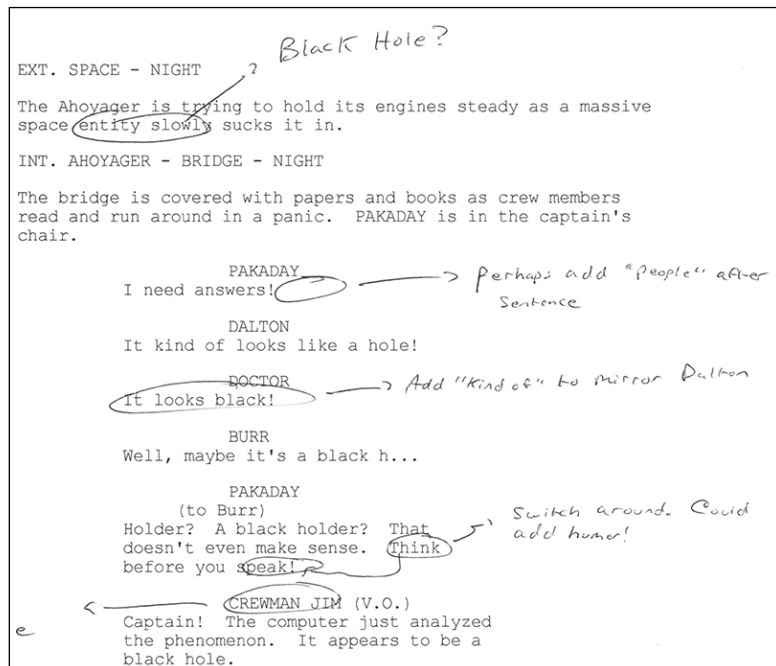 Black Hole?
EXT. SPACE - NIGHT
?
The Ahoyager is trying to hold its engines steady as a massive
space entity slowly sucks it in.
INT. AHOYAGER - BRIDGE - NIGHT
The bridge is covered with papers and books as crew members
read and run around in a panic. PAKADAY is in the captain's
chair.
PAKADAY
I need answers!
Perhaps add "People" after
Sentence
DALTON
It kind of looks like a hole!
DOCTOR
It looks black!
Add "Kind of" to mirror Dalton
BURR
Well, maybe it's a black h...
PAKADAY
(to Burr)
Holder? A black holder? That
doesn't even make sense. Think
before you speak!
Switch around. Could
add humor!
CREWMAN JIM (V.O.)
Captain! The computer just analyzed
the phenomenon. It appears to be a
black hole.
e